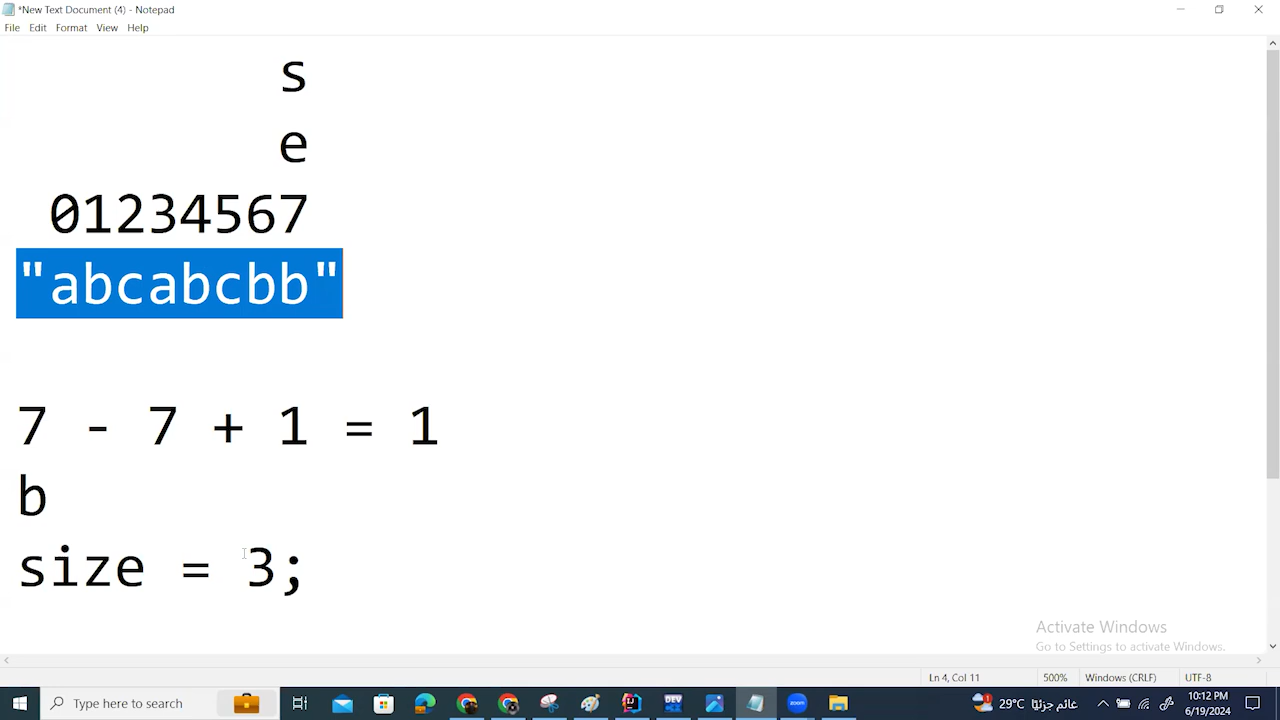 *New Text Document (4) - Notepad
File Edit Format View Help
s
e
01234567
"abcabcbb"
7 - 7 + 1 = 1
b
size = 3;
Activate Windows
Go to Settings to activate Windows.
Ln 4, Col 11 500% Windows (CRLF) UTF-8
Type here to search
29°C غائم جزئيًا
10:12 PM
6/19/2024